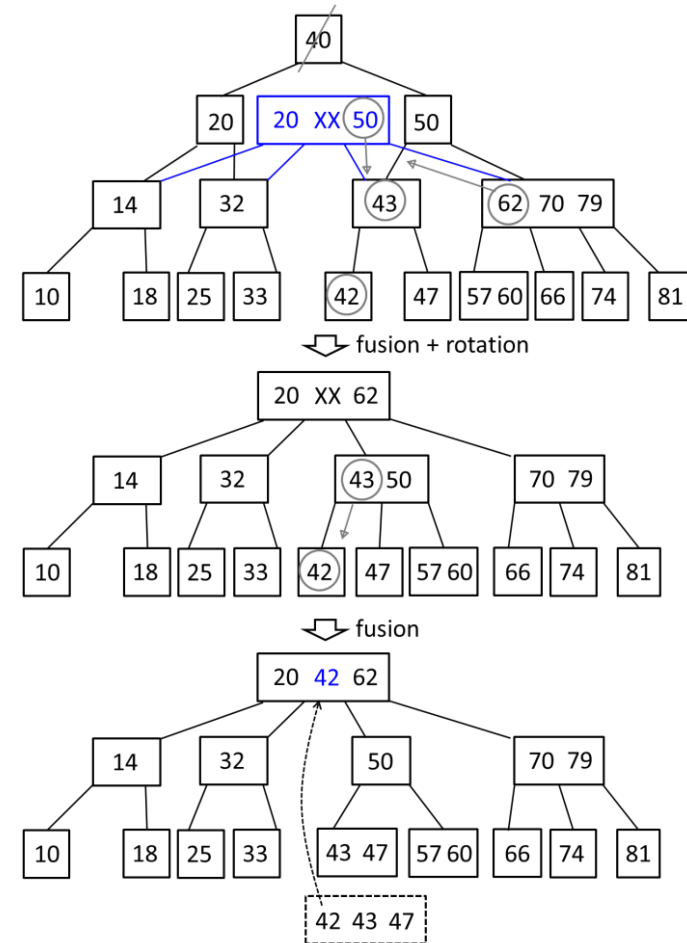 40
20 20 XX 50 50
14 32 43 62 70 79
10 18 25 33 42 47 57 60 66 74 81
fusion + rotation
20 XX 62
14 32 43 50 70 79
10 18 25 33 42 47 57 60 66 74 81
fusion
20 42 62
14 32 50 70 79
10 18 25 33 43 47 57 60 66 74 81
42 43 47